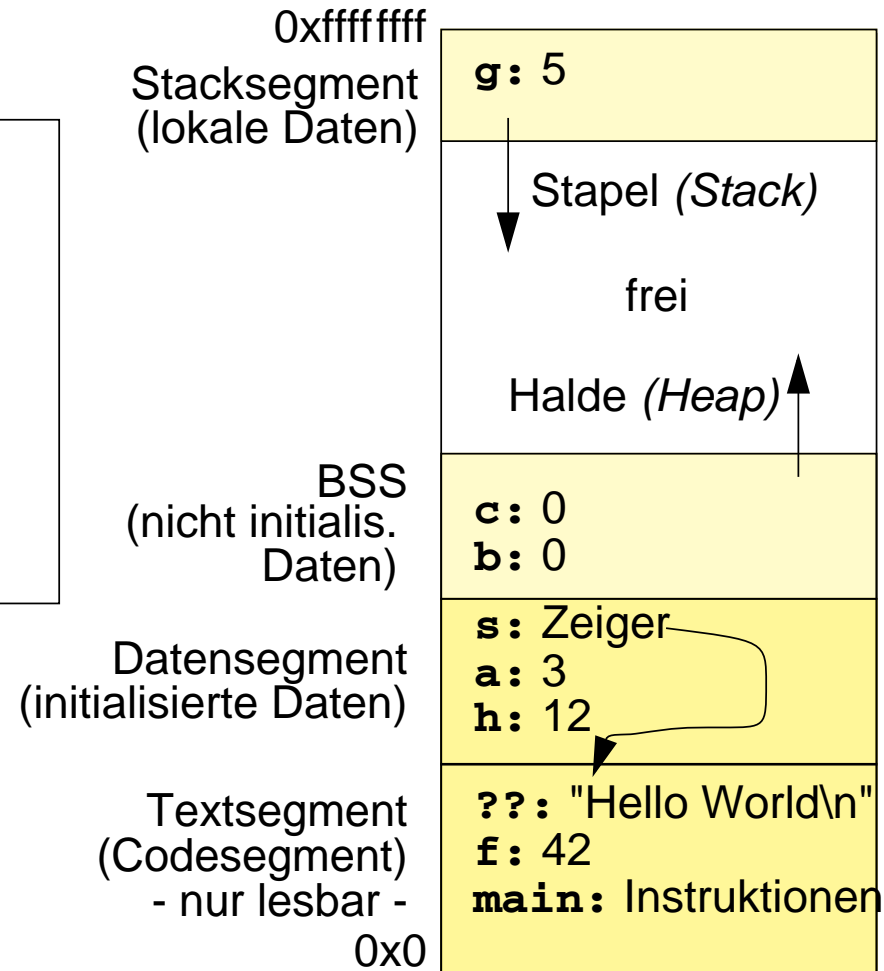 0xffffffff
Stacksegment
(lokale Daten)
g: 5
Stapel (Stack)
frei
Halde (Heap)
BSS
(nicht initialis.
Daten)
c: 0
b: 0
Datensegment
(initialisierte Daten)
s: Zeiger
a: 3
h: 12
Textsegment
(Codesegment)
- nur lesbar -
0x0
??: "Hello World\n"
f: 42
main: Instruktionen